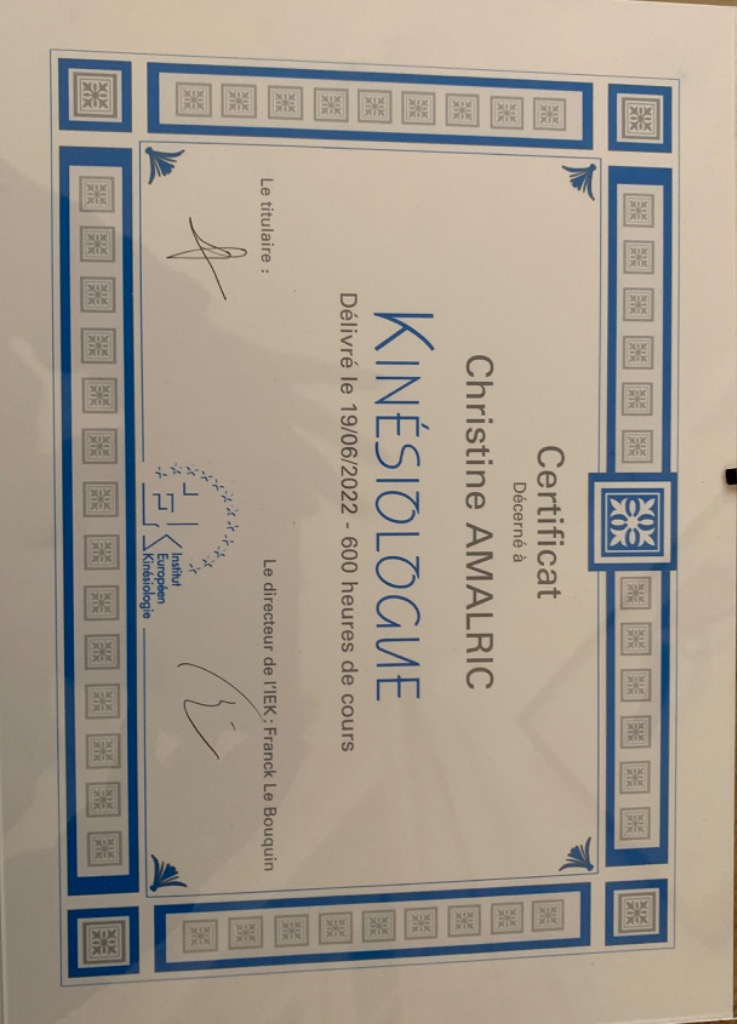 Certificat
Décerné à
Christine AMALRIC
KINÉSIOLOGUE
Délivré le 19/06/2022 - 600 heures de cours
Le titulaire :
Le directeur de l'IEK : Franck Le Bouquin
Institut
Européen
Kinésiologie